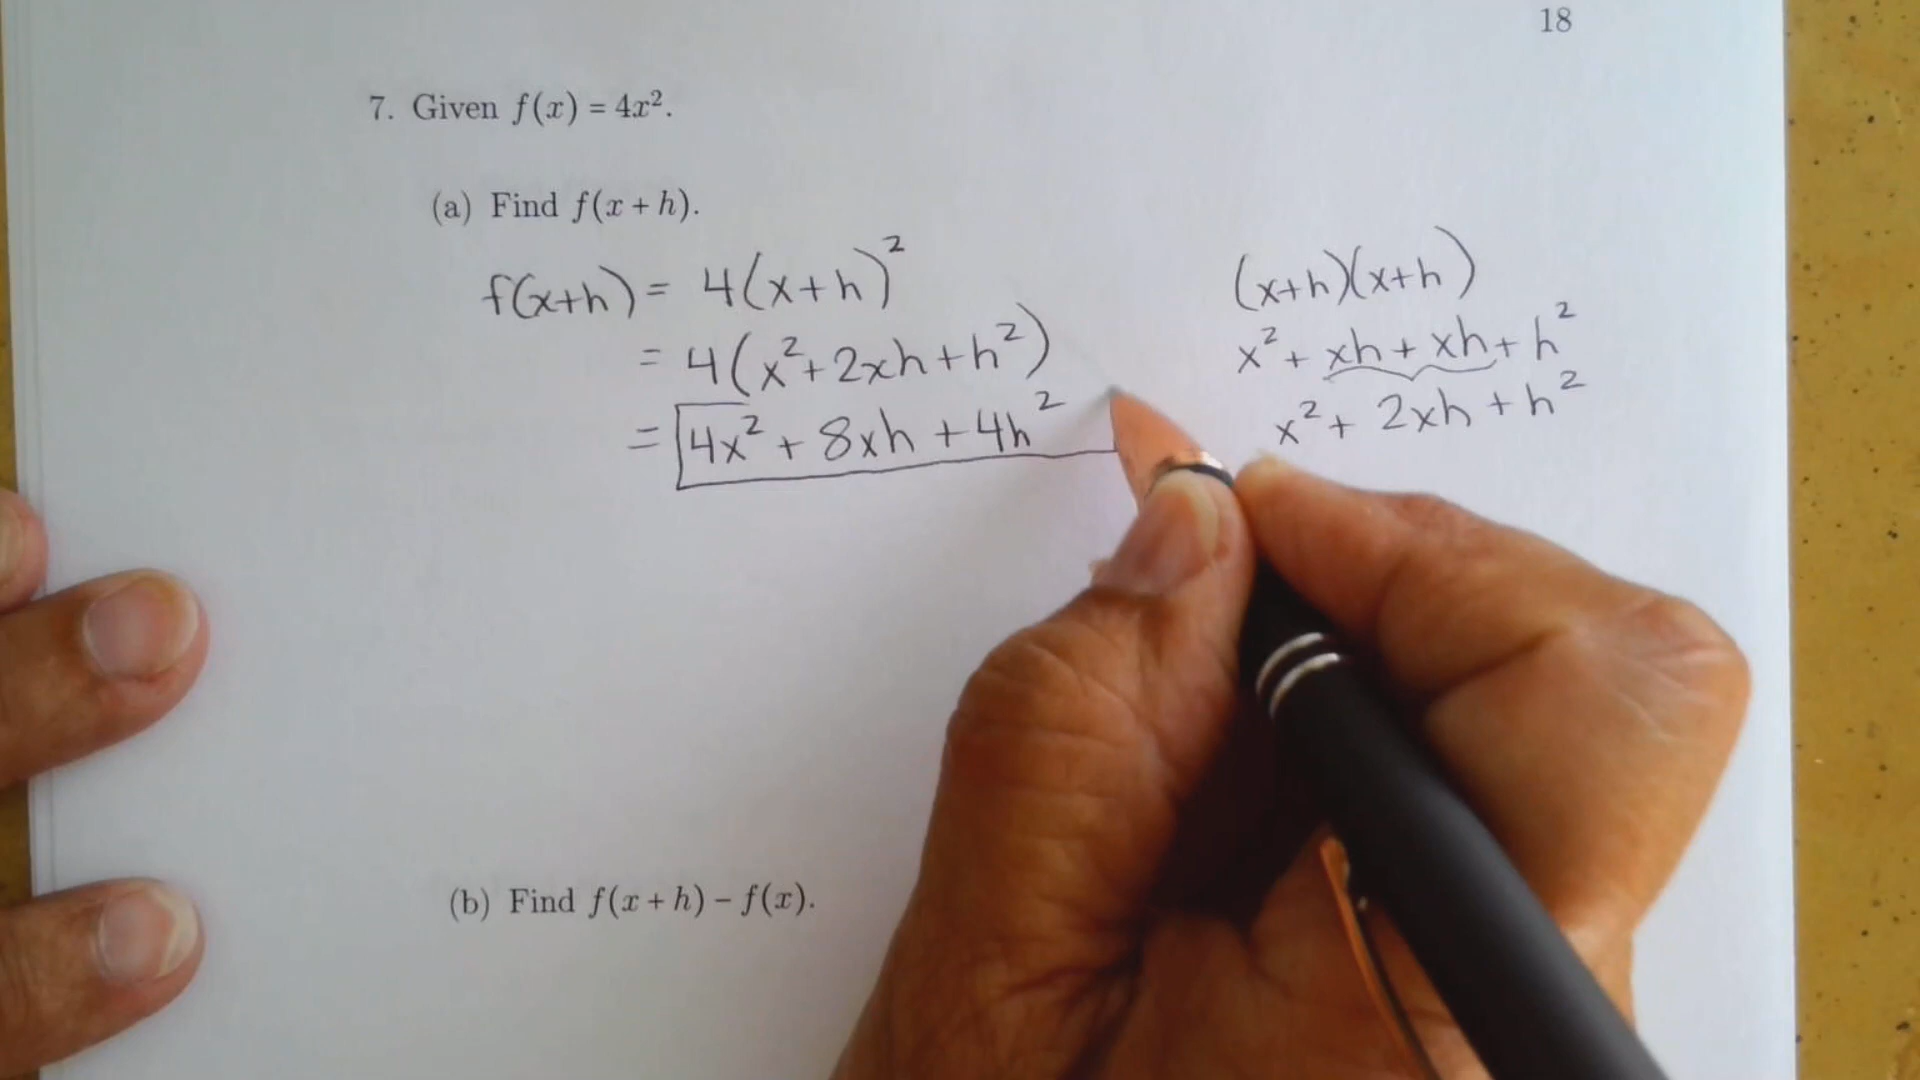 18
7. Given f(x) = 4x².
(a) Find f(x + h).
f(x+h) = 4(x+h)²
= 4(x²+2xh+h²)
= 4x² + 8xh + 4h²
(x+h)(x+h)
x² + xh + xh + h²
x² + 2xh + h²
(b) Find f(x + h) – f(x).